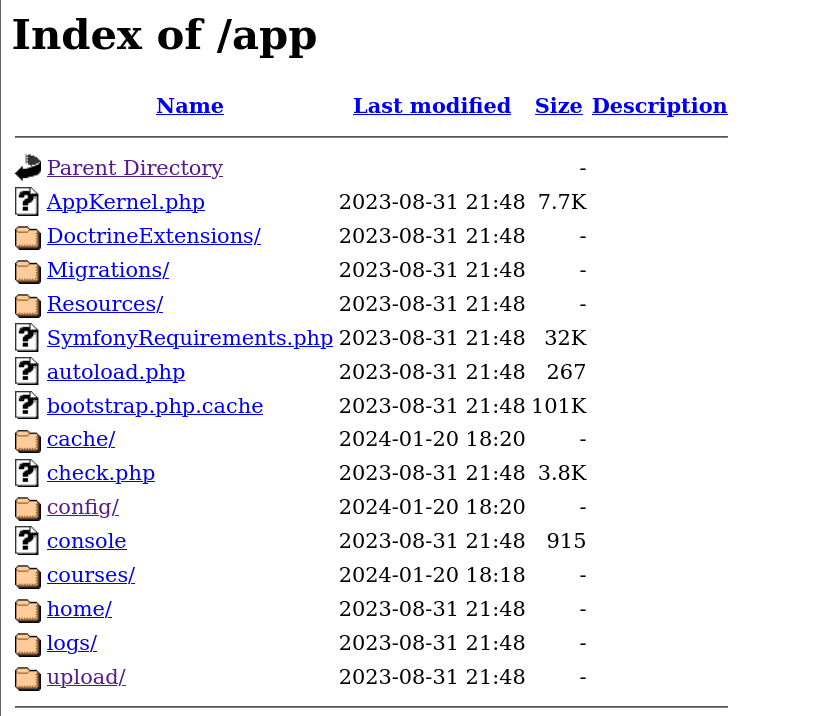 Index of /app
Name Last modified Size Description
Parent Directory -
AppKernel.php 2023-08-31 21:48 7.7K
DoctrineExtensions/ 2023-08-31 21:48 -
Migrations/ 2023-08-31 21:48 -
Resources/ 2023-08-31 21:48 -
SymfonyRequirements.php 2023-08-31 21:48 32K
autoload.php 2023-08-31 21:48 267
bootstrap.php.cache 2023-08-31 21:48 101K
cache/ 2024-01-20 18:20 -
check.php 2023-08-31 21:48 3.8K
config/ 2024-01-20 18:20 -
console 2023-08-31 21:48 915
courses/ 2024-01-20 18:18 -
home/ 2023-08-31 21:48 -
logs/ 2023-08-31 21:48 -
upload/ 2023-08-31 21:48 -